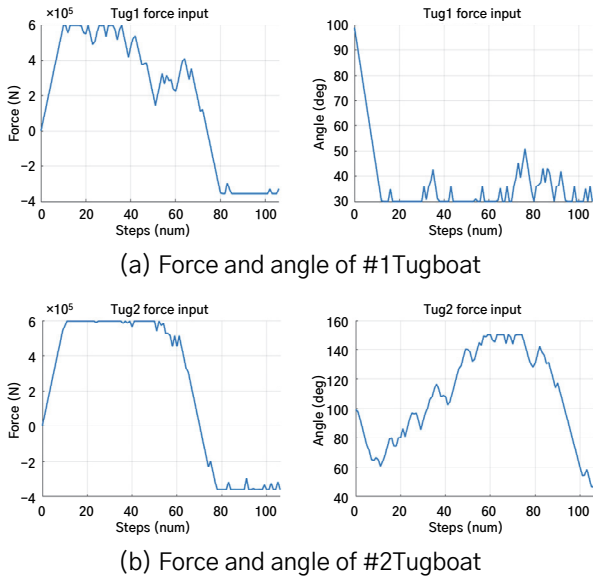 Tug1 force input
×10⁵
6
4
2
0
−2
−4
Force (N)
0 20 40 60 80 100
Steps (num)
Tug1 force input
100
90
80
70
60
50
40
30
Angle (deg)
0 20 40 60 80 100
Steps (num)
(a) Force and angle of #1Tugboat
Tug2 force input
×10⁵
6
4
2
0
−2
−4
Force (N)
0 20 40 60 80 100
Steps (num)
Tug2 force input
160
140
120
100
80
60
40
Angle (deg)
0 20 40 60 80 100
Steps (num)
(b) Force and angle of #2Tugboat